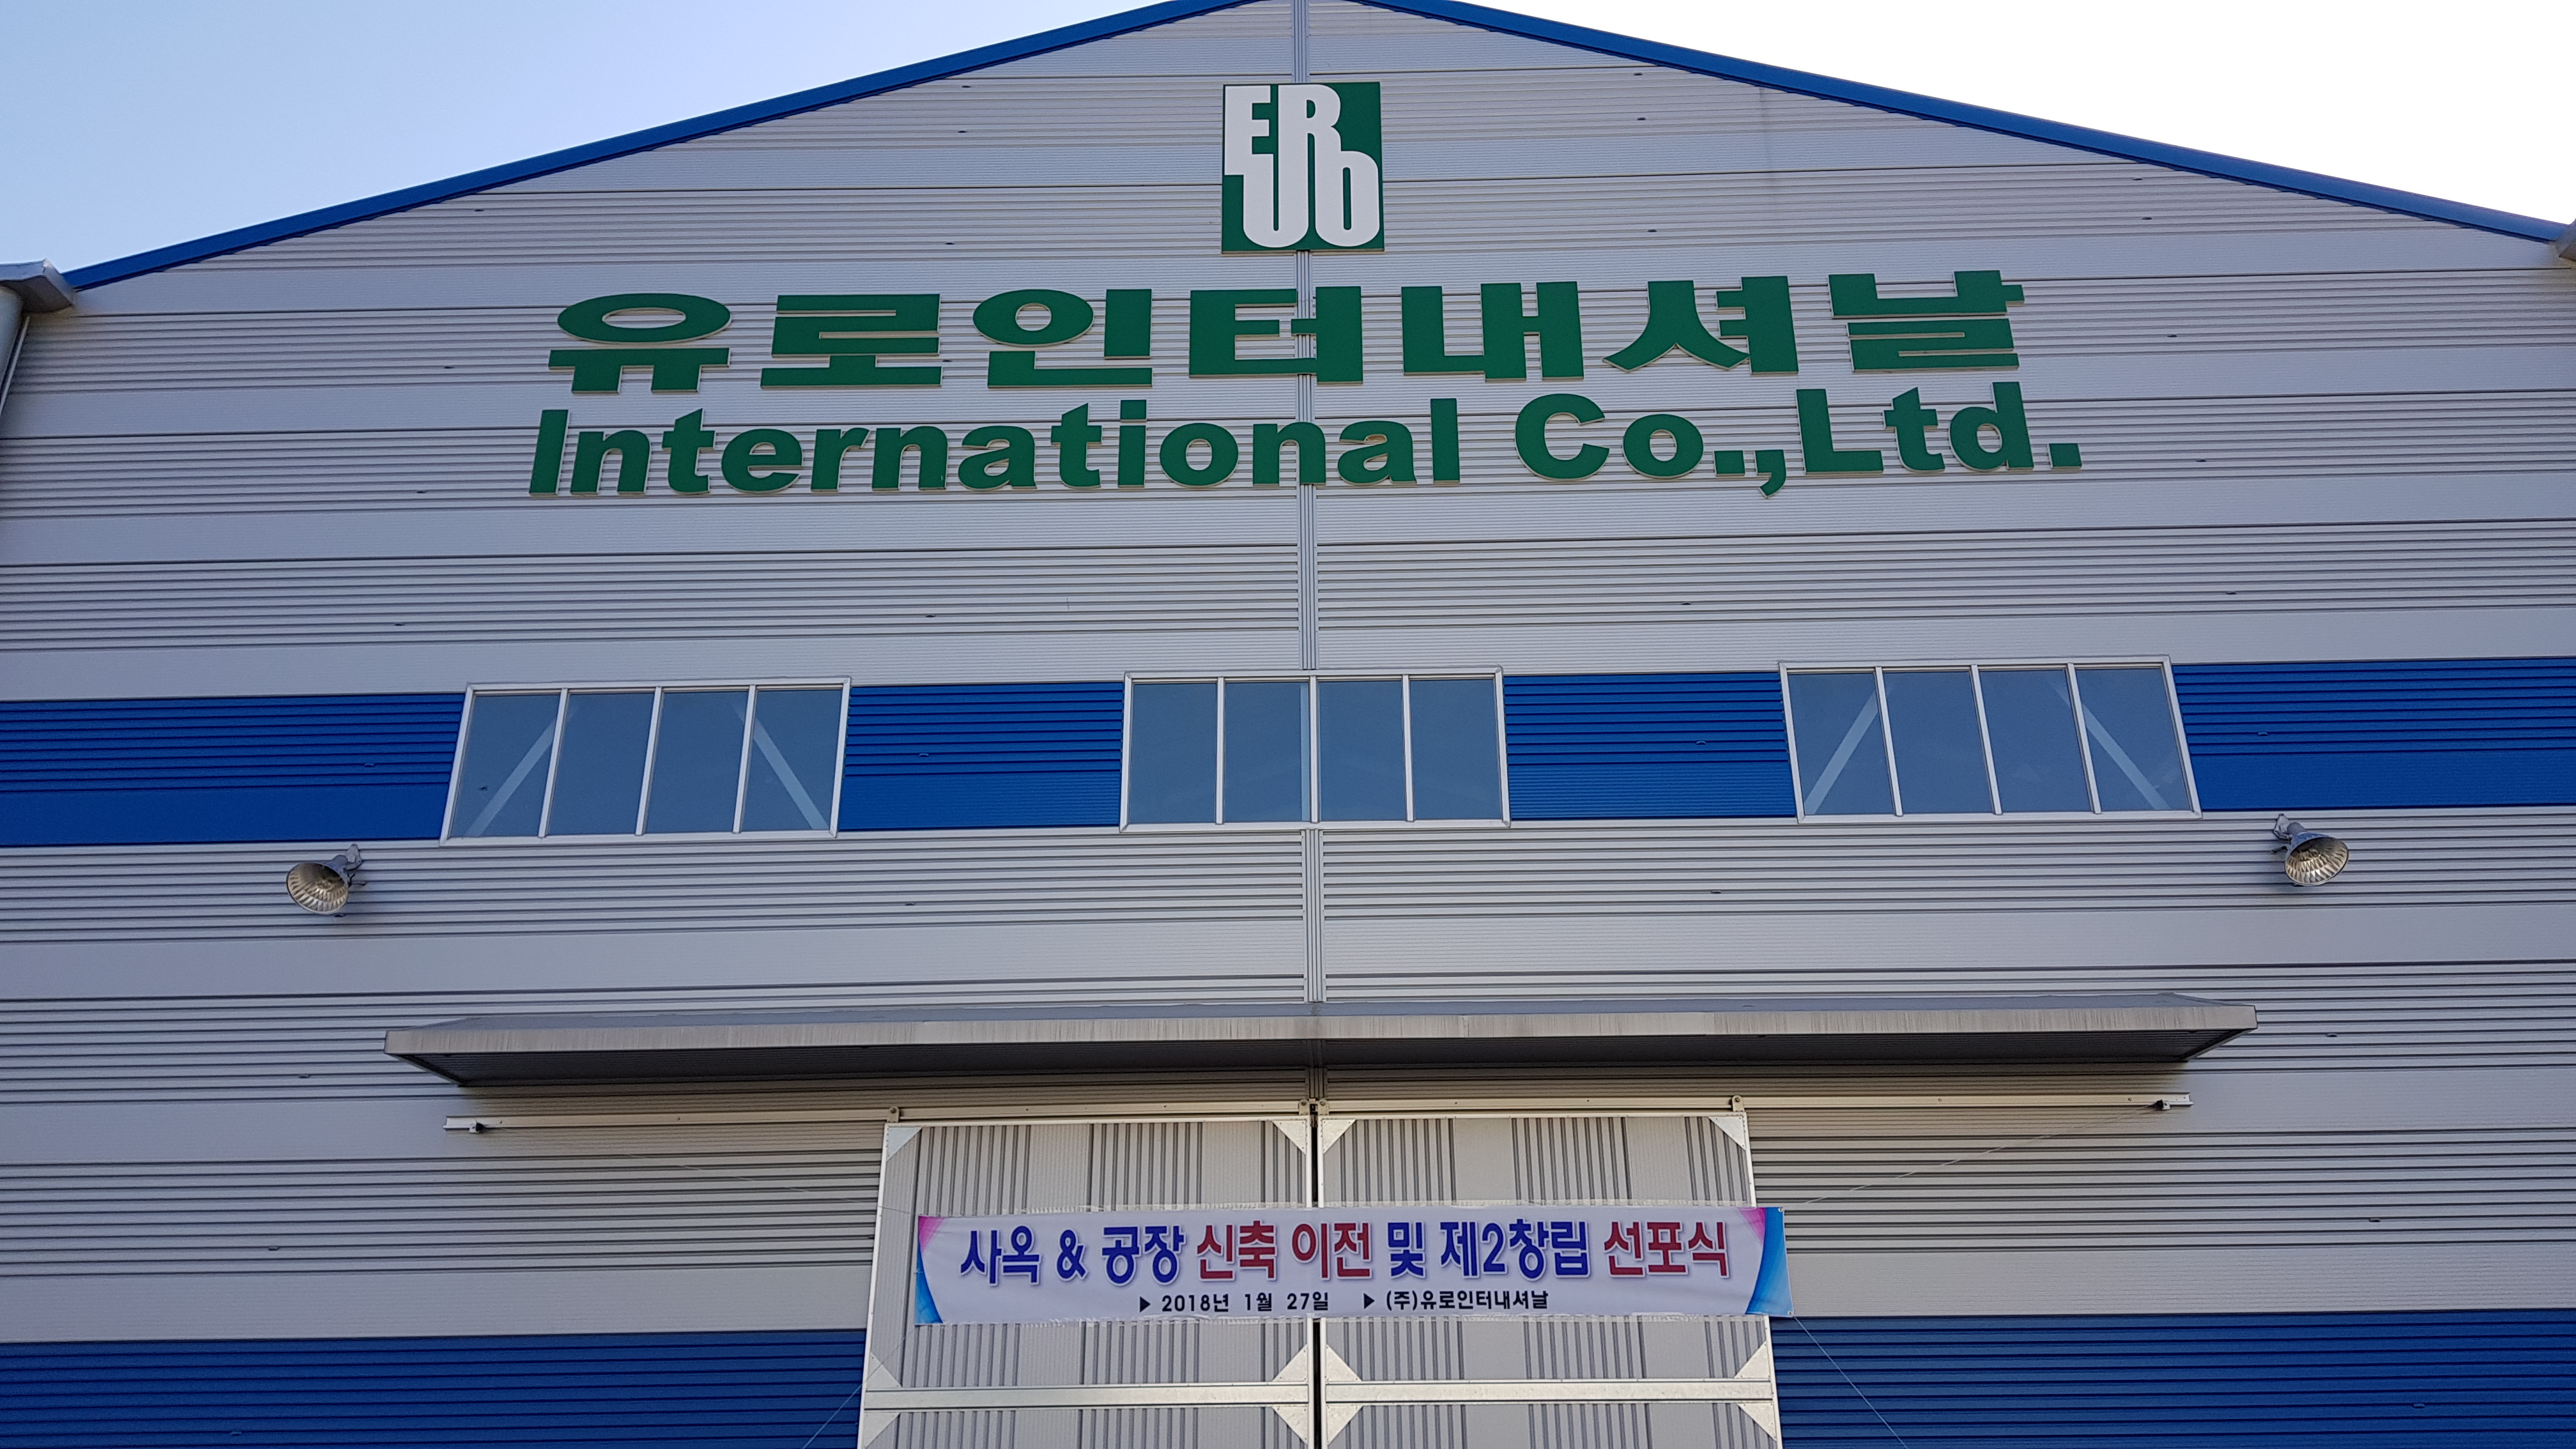 EURO
유로인터내셔날
International Co.,Ltd.
사옥 & 공장 신축 이전 및 제2창립 선포식
▶ 2018년 1월 27일 ▶ (주)유로인터내셔날